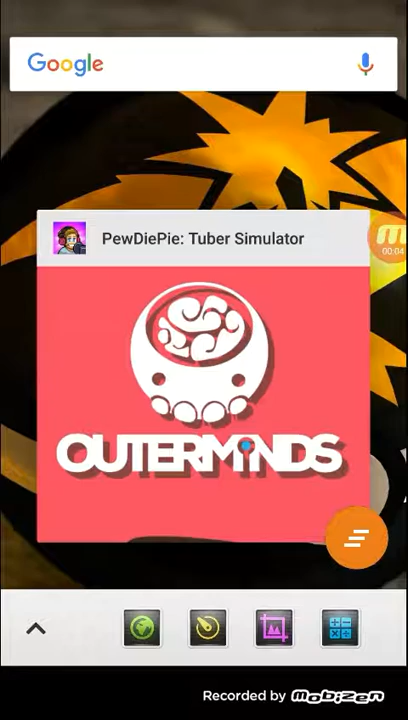 Google
PewDiePie: Tuber Simulator
00:04
OUTERMINDS
Recorded by MOBIZEN